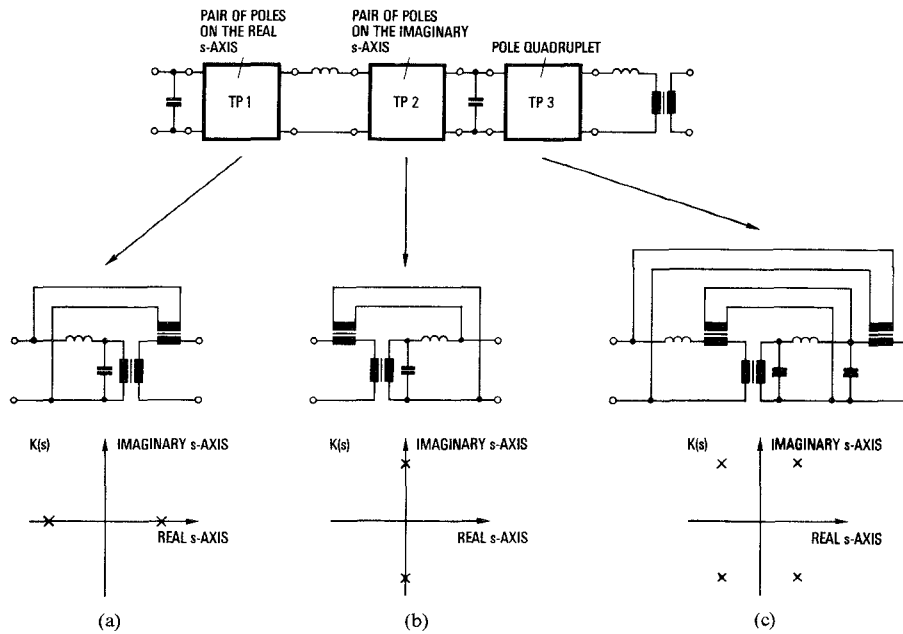 PAIR OF POLES
ON THE REAL
s-AXIS
PAIR OF POLES
ON THE IMAGINARY
s-AXIS
POLE QUADRUPLET
TP 1
TP 2
TP 3
K(s)
IMAGINARY s-AXIS
REAL s-AXIS
(a)
K(s)
IMAGINARY s-AXIS
REAL s-AXIS
(b)
K(s)
IMAGINARY s-AXIS
REAL s-AXIS
(c)